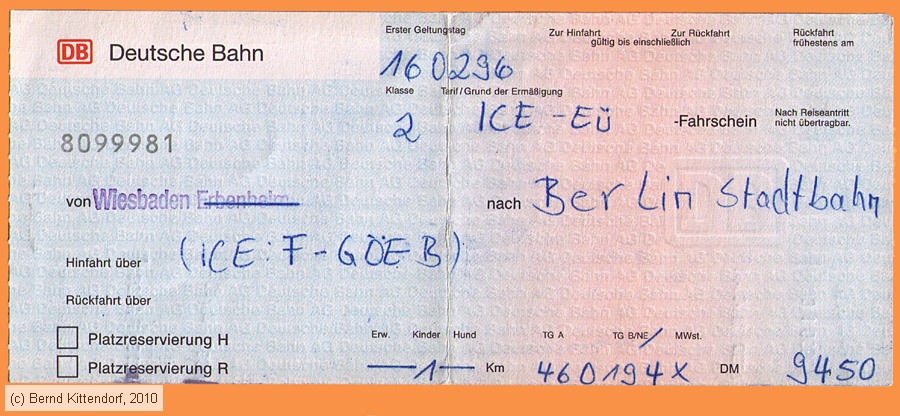 DB Deutsche Bahn
Erster Geltungstag Zur Hinfahrt Zur Rückfahrt Rückfahrt
gültig bis einschließlich frühestens am
160296
Klasse Tarif/Grund der Ermäßigung
2 ICE-EÜ -Fahrschein Nach Reiseantritt
nicht übertragbar.
8099981
von Wiesbaden Erbenheim nach Berlin Stadtbahn
Hinfahrt über (ICE: F-GÖE B)
Rückfahrt über
Platzreservierung H Erw. Kinder Hund TG A TG B/NE MWst.
Platzreservierung R — 1 — Km 460194X DM 9450
(c) Bernd Kittendorf, 2010